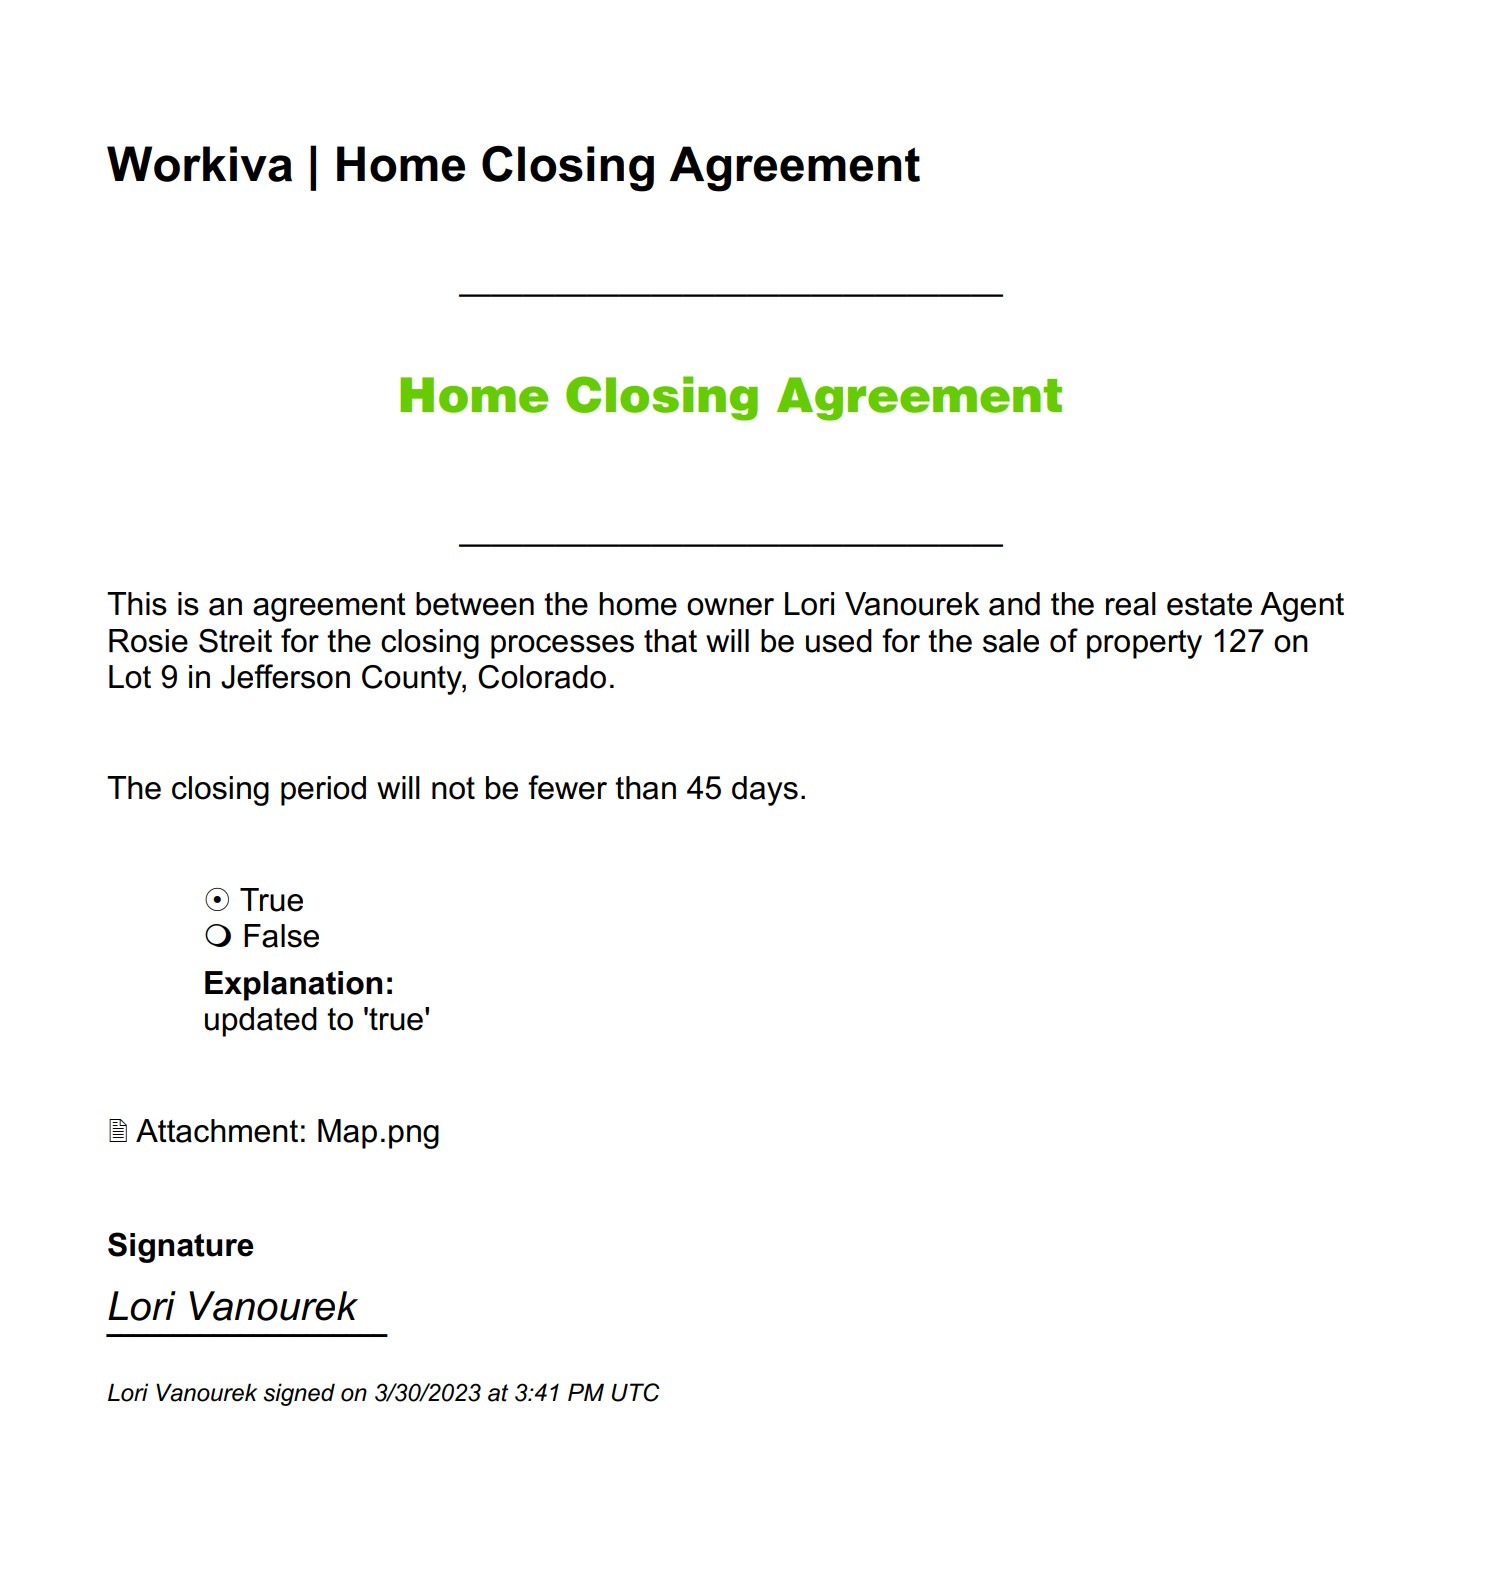 Workiva | Home Closing Agreement
Home Closing Agreement
This is an agreement between the home owner Lori Vanourek and the real estate Agent
Rosie Streit for the closing processes that will be used for the sale of property 127 on
Lot 9 in Jefferson County, Colorado.
The closing period will not be fewer than 45 days.
True
False
Explanation:
updated to 'true'
Attachment: Map.png
Signature
Lori Vanourek
Lori Vanourek signed on 3/30/2023 at 3:41 PM UTC